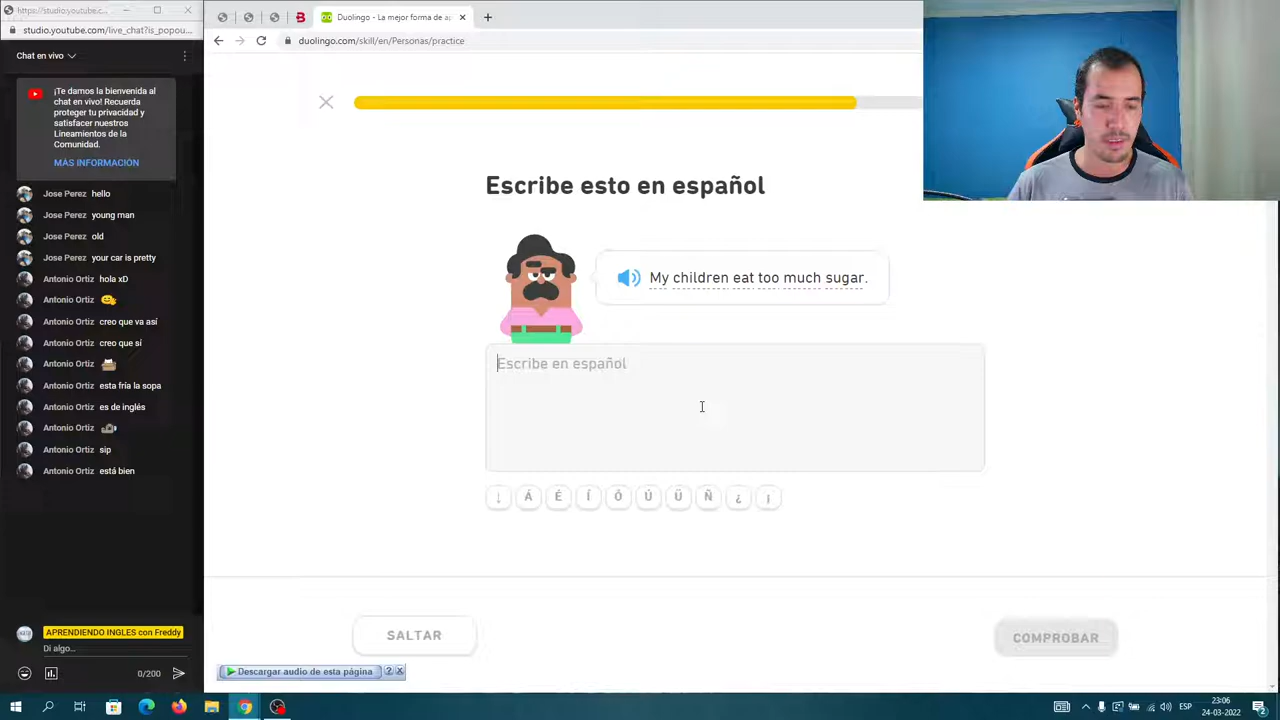 https://studio.youtube.c...
studio.youtube.com/live_chat?is_popou...
Chat en vivo
¡Te damos la bienvenida al
chat en vivo! Recuerda
proteger tu privacidad y
satisfacer nuestros
Lineamientos de la
Comunidad.
MÁS INFORMACIÓN
Jose Perez hello
Jose Perez young man
Jose Perez old
Jose Perez your car is pretty
Antonio Ortiz hola xD
Antonio Ortiz
Antonio Ortiz creo que va así
Antonio Ortiz creo que sí
Antonio Ortiz
Antonio Ortiz esta fría la sopa
Antonio Ortiz es de inglés
Antonio Ortiz
Antonio Ortiz sip
Antonio Ortiz está bien
APRENDIENDO INGLES con Freddy
Di algo...
0/200
Duolingo - La mejor forma de a
duolingo.com/skill/en/Personas/practice
Escribe esto en español
My children eat too much sugar.
Escribe en español
Á É Í Ó Ú Ü Ñ ¿ ¡
SALTAR
COMPROBAR
Descargar audio de esta página ? X
ESP
23:06
24-03-2022
2